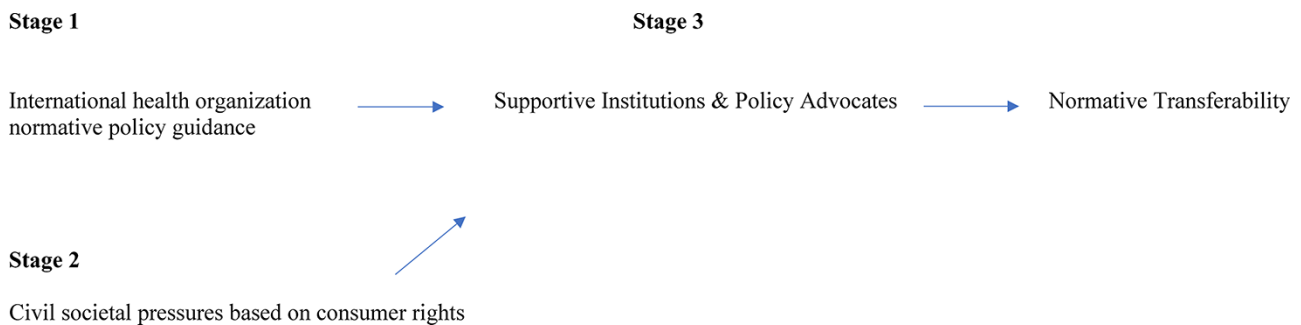 Stage 1
Stage 3
International health organization
normative policy guidance
Supportive Institutions & Policy Advocates
Normative Transferability
Stage 2
Civil societal pressures based on consumer rights